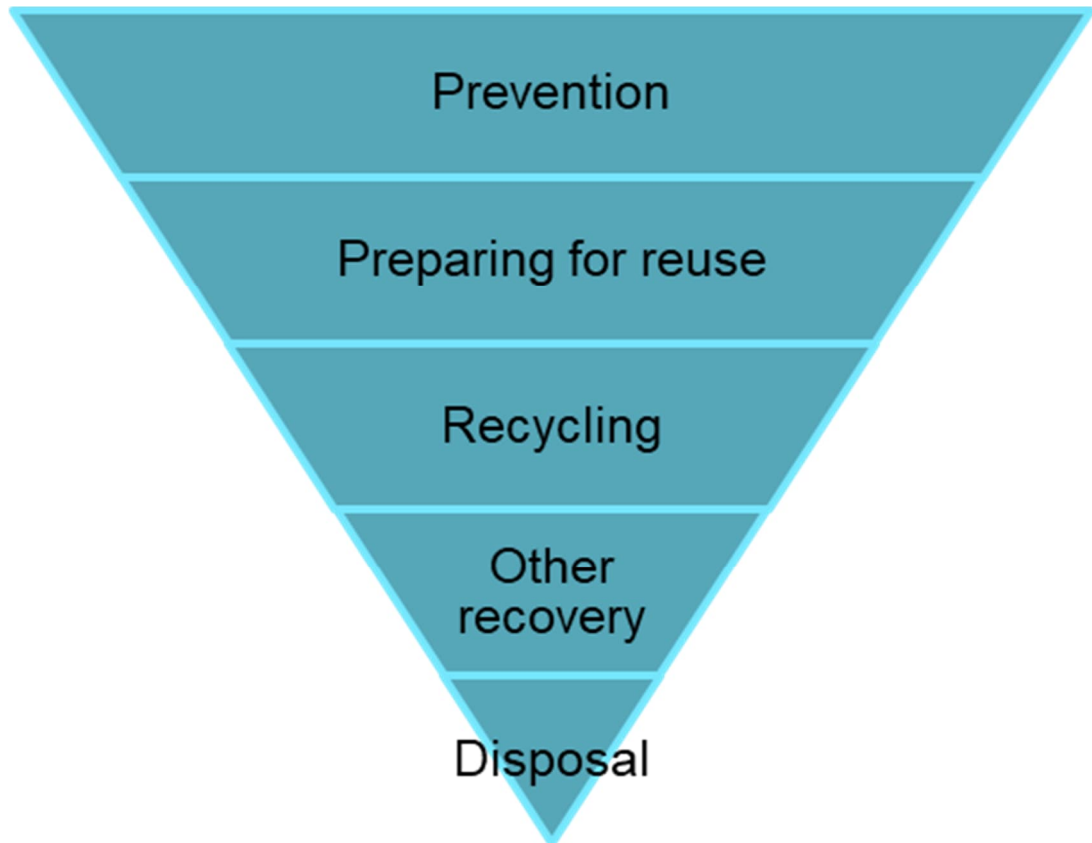 Prevention
Preparing for reuse
Recycling
Other
recovery
Disposal